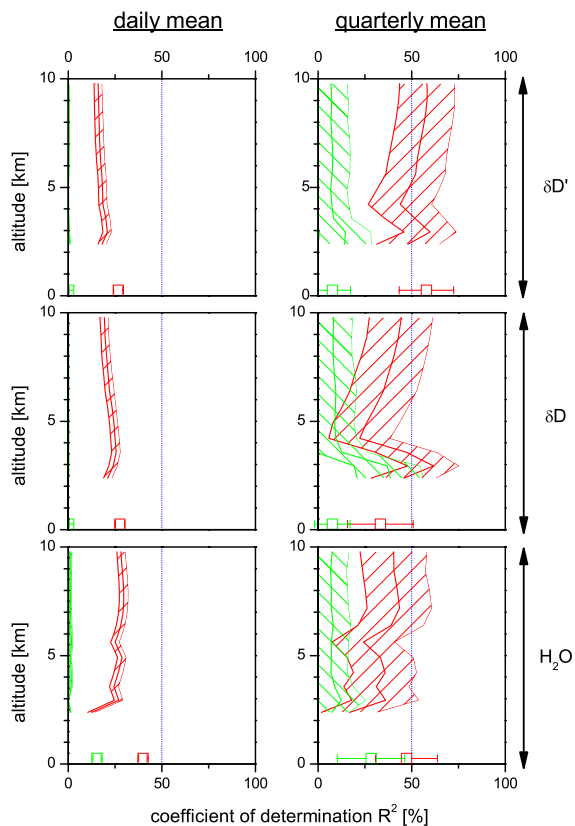 daily mean quarterly mean
0 50 100 0 50 100
10 10
altitude [km] 5 5 δD'
0 0
10 10
altitude [km] 5 5 δD
0 0
10 10
altitude [km] 5 5 H₂O
0 0
0 50 100 0 50 100
coefficient of determination R² [%]